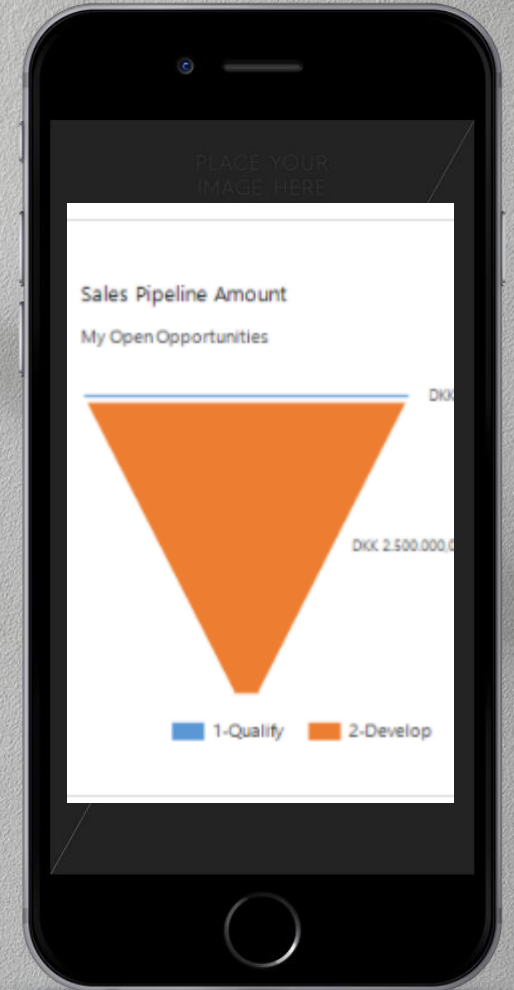 PLACE YOUR
IMAGE HERE
Sales Pipeline Amount
My Open Opportunities
DKK
DKK 2.500.000,0
1-Qualify
2-Develop